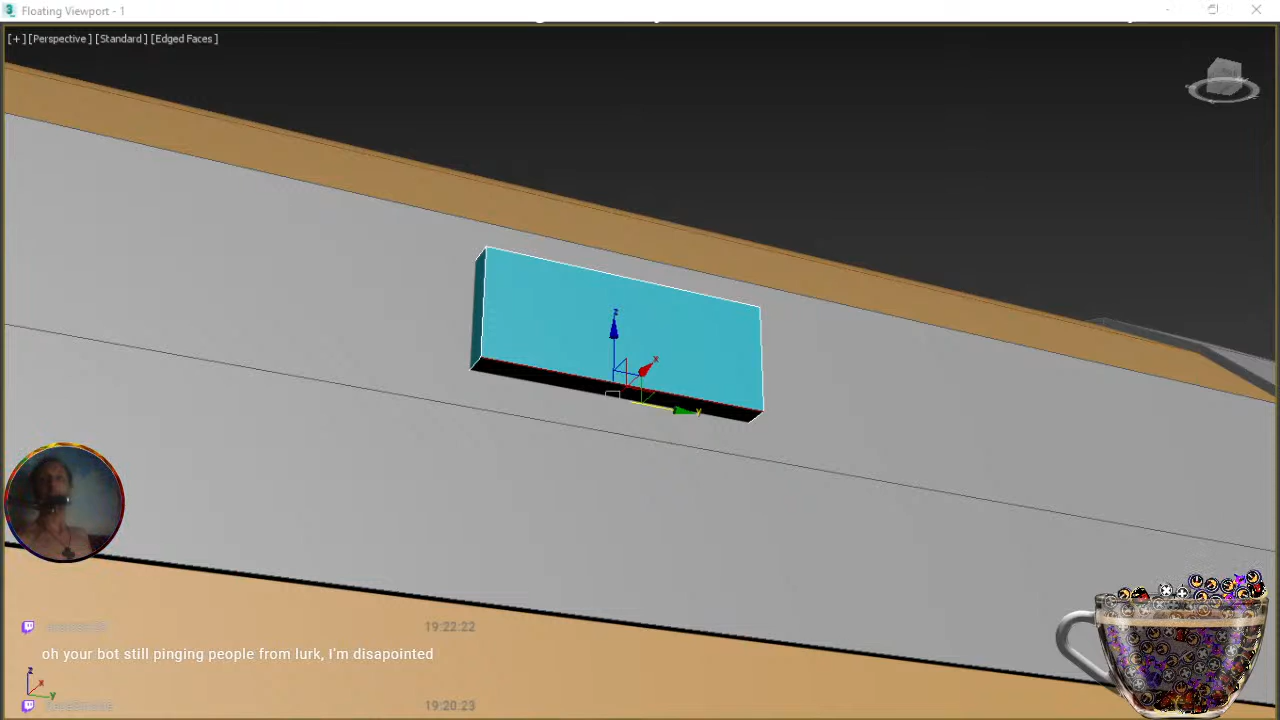 Floating Viewport - 1
[+] [Perspective] [Standard] [Edged Faces]
z
x
y
19:22:22
oh your bot still pinging people from lurk, I'm disapointed
z
x
y
19:20:23